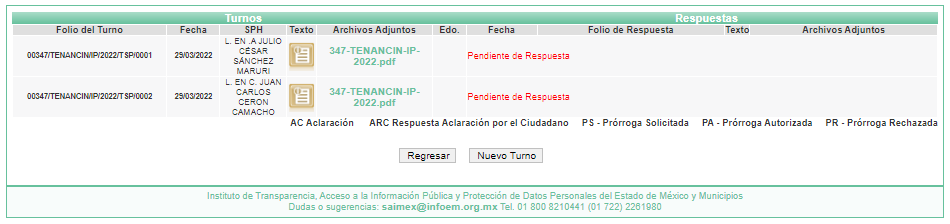 Turnos Respuestas
Folio del Turno Fecha SPH Texto Archivos Adjuntos Edo. Fecha Folio de Respuesta Texto Archivos Adjuntos
00347/TENANCIN/IP/2022/TSP/0001 29/03/2022 L. EN .A JULIO CÉSAR SÁNCHEZ MARURI 347-TENANCIN-IP-2022.pdf Pendiente de Respuesta
00347/TENANCIN/IP/2022/TSP/0002 29/03/2022 L. EN C. JUAN CARLOS CERON CAMACHO 347-TENANCIN-IP-2022.pdf Pendiente de Respuesta
AC Aclaración ARC Respuesta Aclaración por el Ciudadano PS - Prórroga Solicitada PA - Prórroga Autorizada PR - Prórroga Rechazada
Regresar Nuevo Turno
Instituto de Transparencia, Acceso a la Información Pública y Protección de Datos Personales del Estado de México y Municipios
Dudas o sugerencias: saimex@infoem.org.mx Tel. 01 800 8210441 (01 722) 2261980